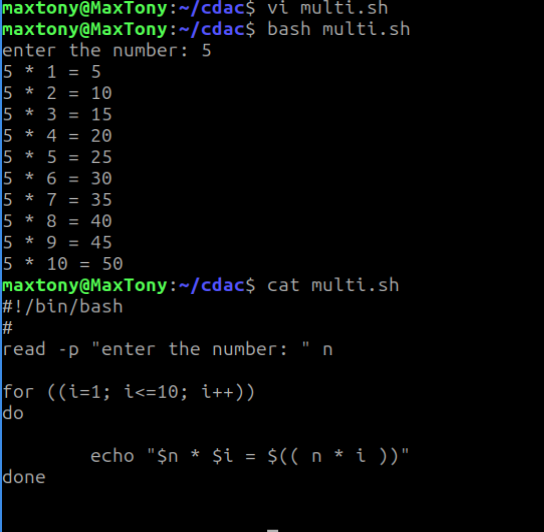 maxtony@MaxTony:~/cdac$ vi multi.sh
maxtony@MaxTony:~/cdac$ bash multi.sh
enter the number: 5
5 * 1 = 5
5 * 2 = 10
5 * 3 = 15
5 * 4 = 20
5 * 5 = 25
5 * 6 = 30
5 * 7 = 35
5 * 8 = 40
5 * 9 = 45
5 * 10 = 50
maxtony@MaxTony:~/cdac$ cat multi.sh
#!/bin/bash
#
read -p "enter the number: " n
for ((i=1; i<=10; i++))
do
echo "$n * $i = $(( n * i ))"
done